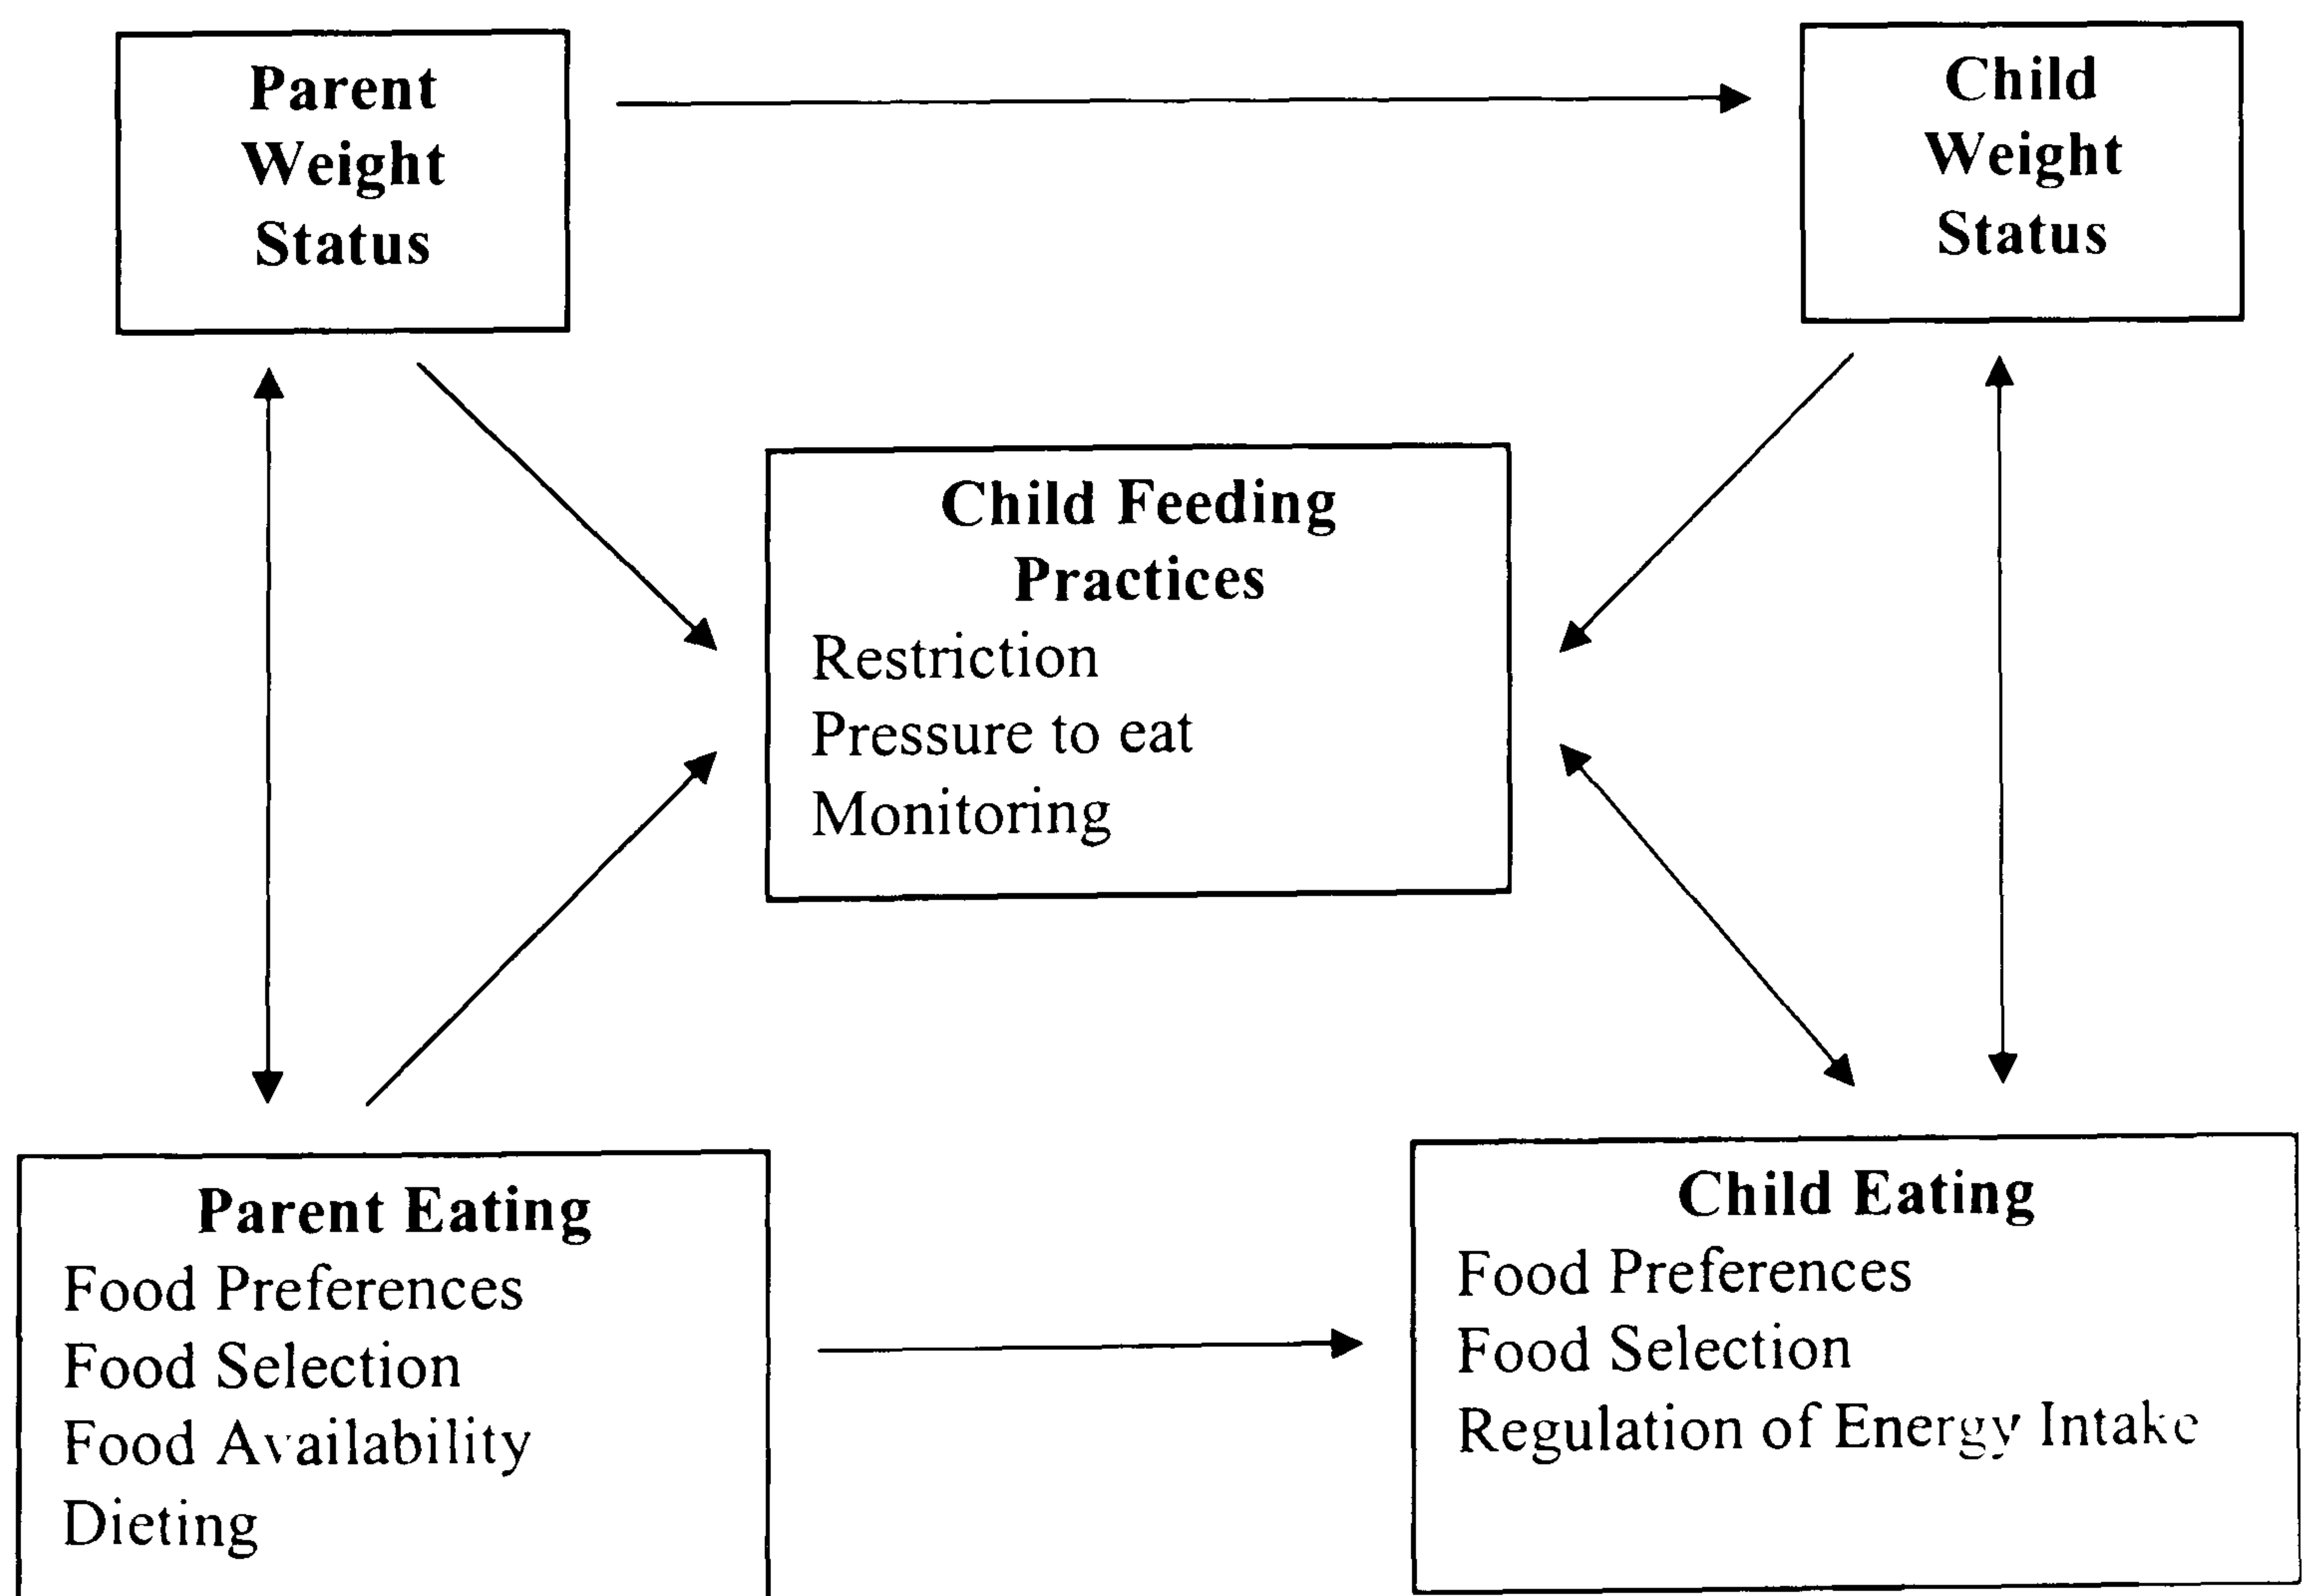 Parent
Weight
Status
Child
Weight
Status
Child Feeding
Practices
Restriction
Pressure to eat
Monitoring
Parent Eating
Food Preferences
Food Selection
Food Availability
Dieting
Child Eating
Food Preferences
Food Selection
Regulation of Energy Intake